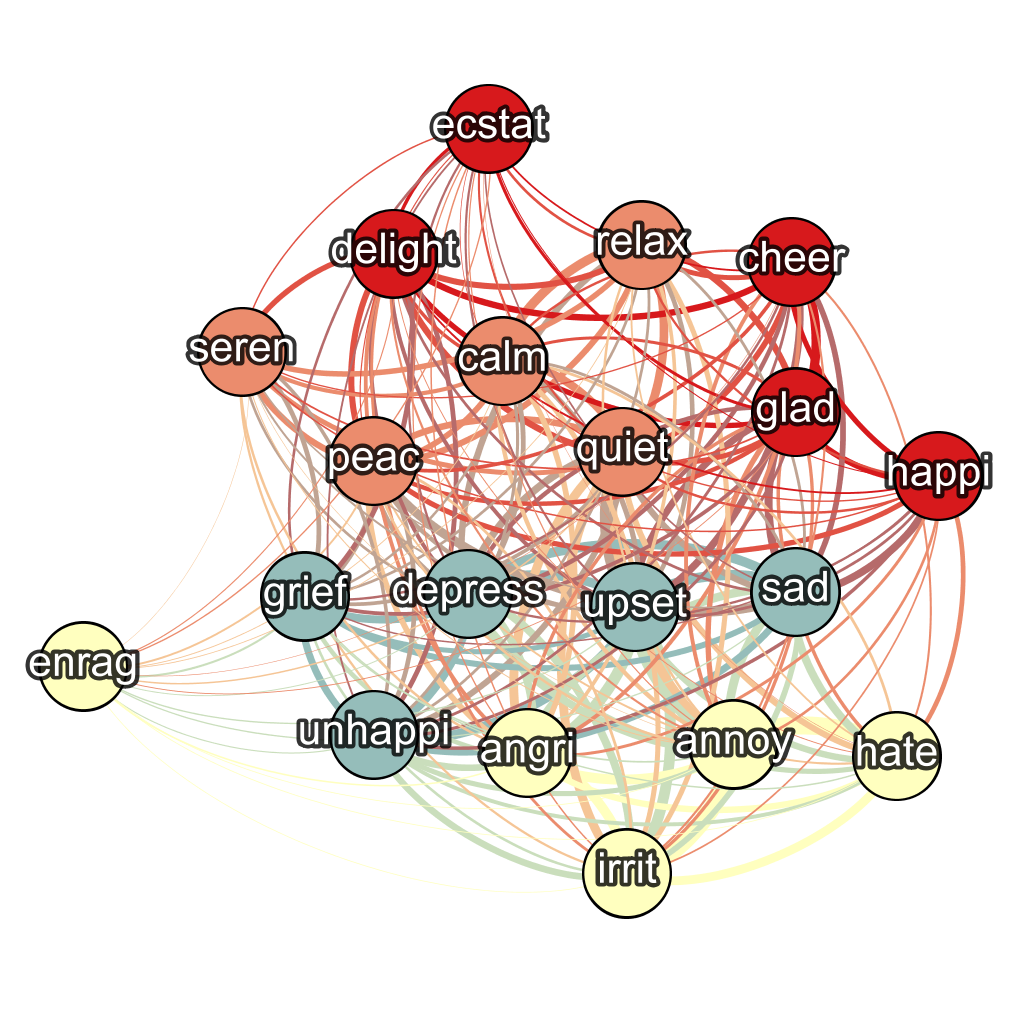 ecstat
delight
relax
cheer
seren
calm
glad
peac
quiet
happi
grief
depress
upset
sad
enrag
unhappi
angri
annoy
hate
irrit